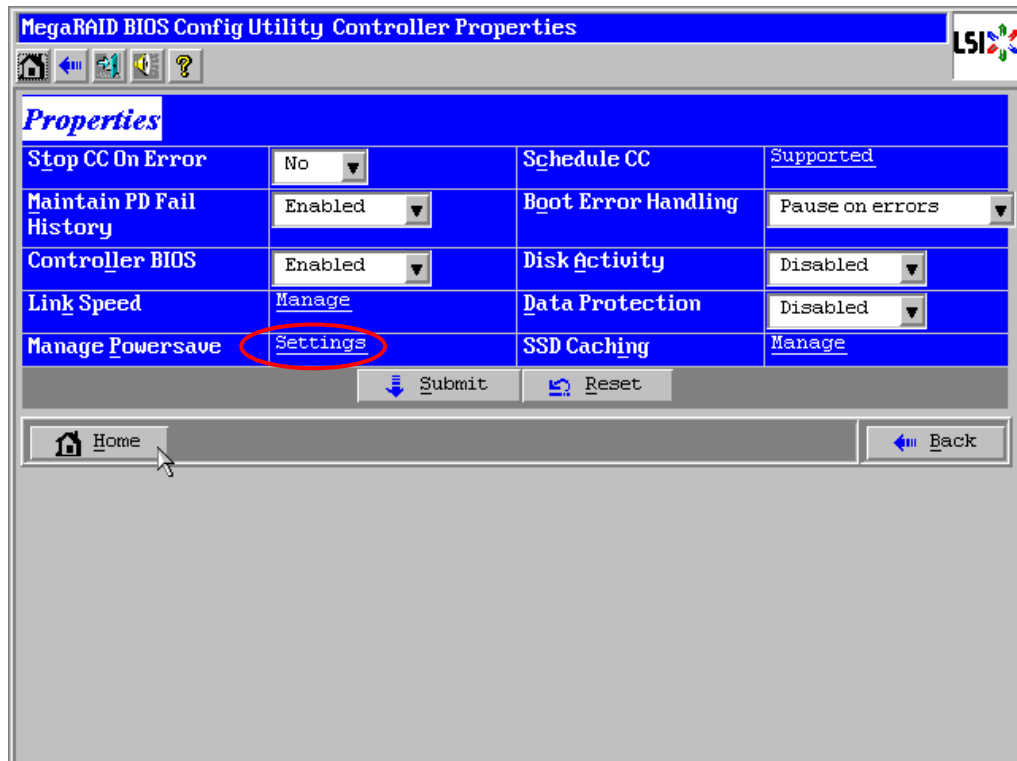 MegaRAID BIOS Config Utility Controller Properties
LSI
?
Properties
Stop CC On Error No Schedule CC Supported
Maintain PD Fail History Enabled Boot Error Handling Pause on errors
Controller BIOS Enabled Disk Activity Disabled
Link Speed Manage Data Protection Disabled
Manage Powersave Settings SSD Caching Manage
Submit Reset
Home Back